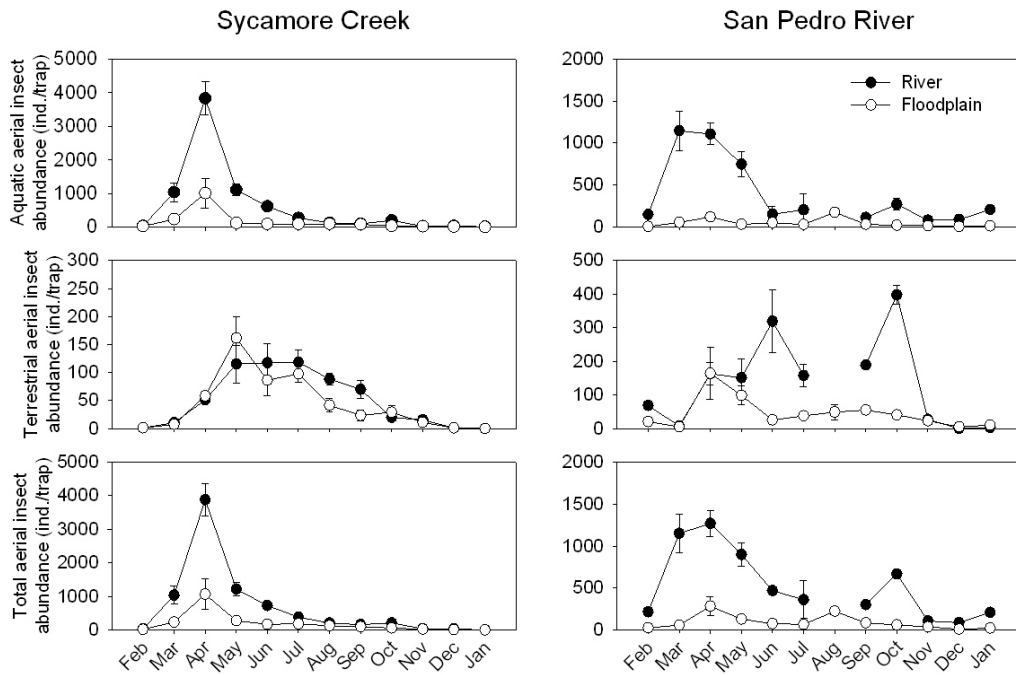 Sycamore Creek
San Pedro River
Aquatic aerial insect
abundance (ind./trap)
5000
4000
3000
2000
1000
0
2000
1500
1000
500
0
River
Floodplain
Terrestrial aerial insect
abundance (ind./trap)
300
250
200
150
100
50
0
500
400
300
200
100
0
Total aerial insect
abundance (ind./trap)
5000
4000
3000
2000
1000
0
2000
1500
1000
500
0
Feb Mar Apr May Jun Jul Aug Sep Oct Nov Dec Jan
Feb Mar Apr May Jun Jul Aug Sep Oct Nov Dec Jan